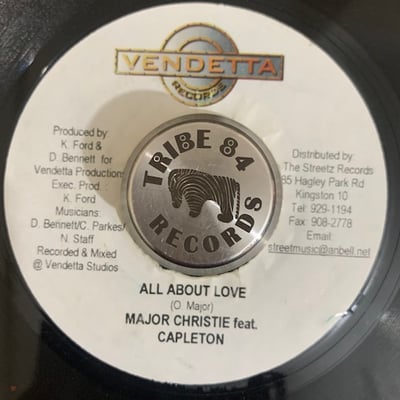 VENDETTA
RECORDS
Produced by:
K. Ford &
D. Bennett for
Vendetta Productions
Exec. Prod. :
K. Ford
Musicians:
D. Bennett/C. Parkes/
N. Staff
Recorded & Mixed
@ Vendetta Studios
TRIBE 84
RECORDS
Distributed by:
The Streetz Records
85 Hagley Park Rd
Kingston 10
Tel: 929-1194
Fax: 908-2778
Email:
streetmusic@anbell.net
ALL ABOUT LOVE
(O. Major)
MAJOR CHRISTIE feat.
CAPLETON